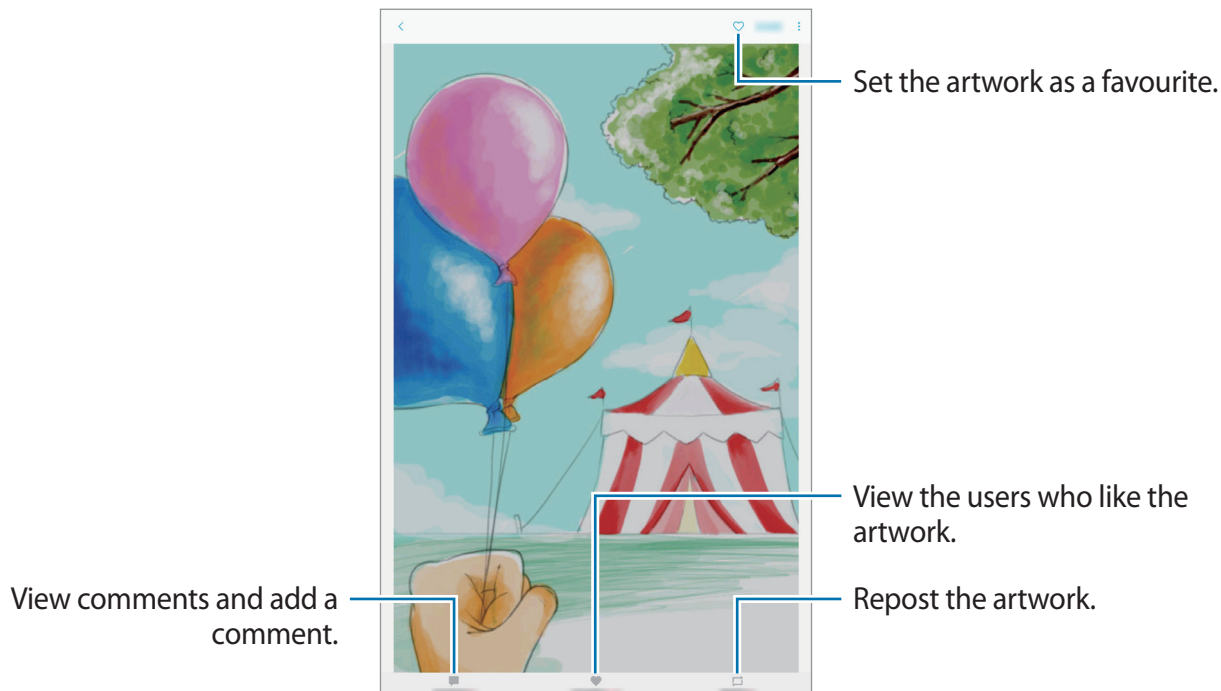 Set the artwork as a favourite.
View the users who like the
artwork.
View comments and add a
comment.
Repost the artwork.